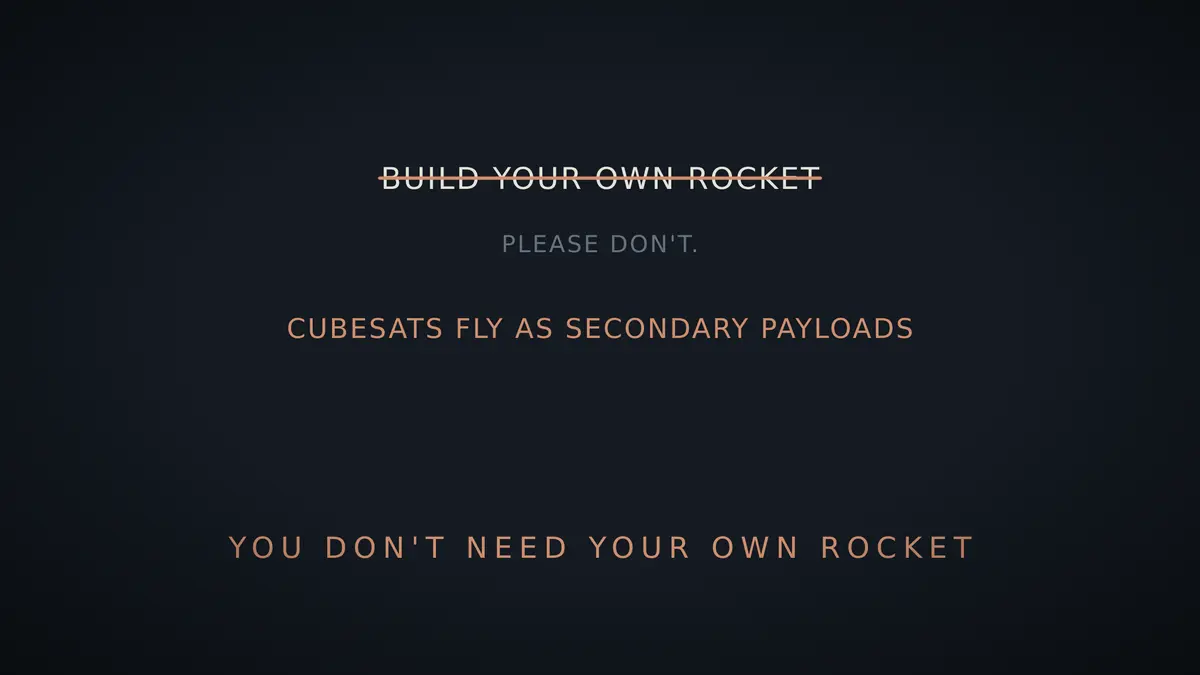 BUILD YOUR OWN ROCKET
PLEASE DON'T.
CUBESATS FLY AS SECONDARY PAYLOADS
YOU DON'T NEED YOUR OWN ROCKET